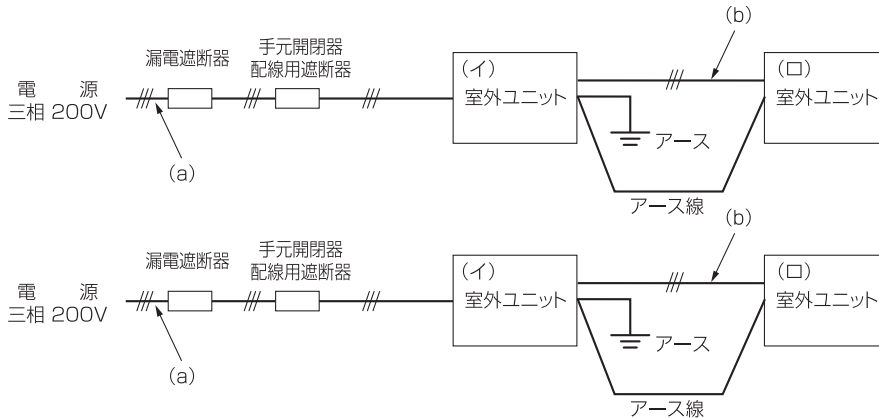 漏電遮断器
手元開閉器
配線用遮断器
電　源
三相 200V
(a)
(イ)
室外ユニット
アース
アース線
(b)
(ロ)
室外ユニット
漏電遮断器
手元開閉器
配線用遮断器
電　源
三相 200V
(a)
(イ)
室外ユニット
アース
アース線
(b)
(ロ)
室外ユニット